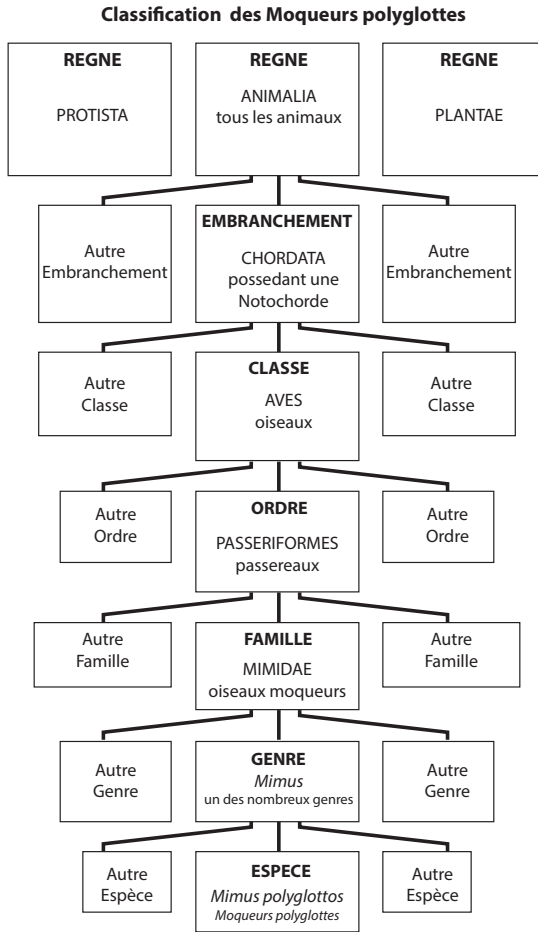 Classification des Moqueurs polyglottes
REGNE
PROTISTA
REGNE
ANIMALIA
tous les animaux
REGNE
PLANTAE
Autre
Embranchement
EMBRANCHEMENT
CHORDATA
possedant une
Notochorde
Autre
Embranchement
Autre
Classe
CLASSE
AVES
oiseaux
Autre
Classe
Autre
Ordre
ORDRE
PASSERIFORMES
passereaux
Autre
Ordre
Autre
Famille
FAMILLE
MIMIDAE
oiseaux moqueurs
Autre
Famille
Autre
Genre
GENRE
Mimus
un des nombreux genres
Autre
Genre
Autre
Espèce
ESPECE
Mimus polyglottos
Moqueurs polyglottes
Autre
Espèce